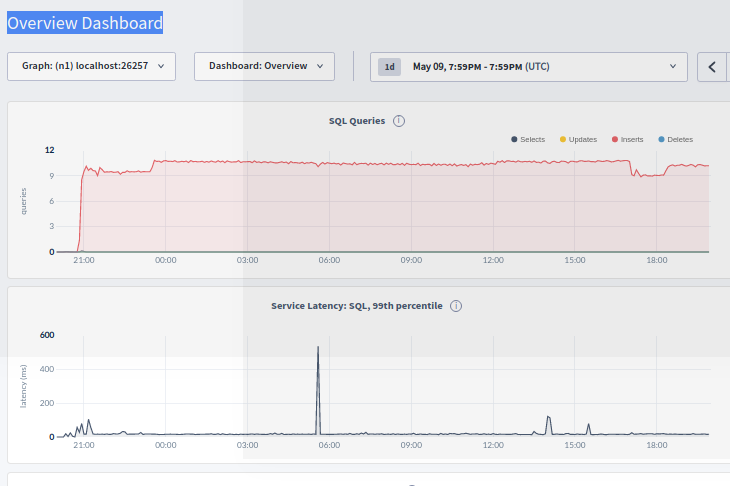 Overview Dashboard
Graph: (n1) localhost:26257
Dashboard: Overview
1d May 09, 7:59PM - 7:59PM (UTC)
SQL Queries
Selects Updates Inserts Deletes
12
9
6
3
0
queries
21:00 00:00 03:00 06:00 09:00 12:00 15:00 18:00
Service Latency: SQL, 99th percentile
600
400
200
0
latency (ms)
21:00 00:00 03:00 06:00 09:00 12:00 15:00 18:00